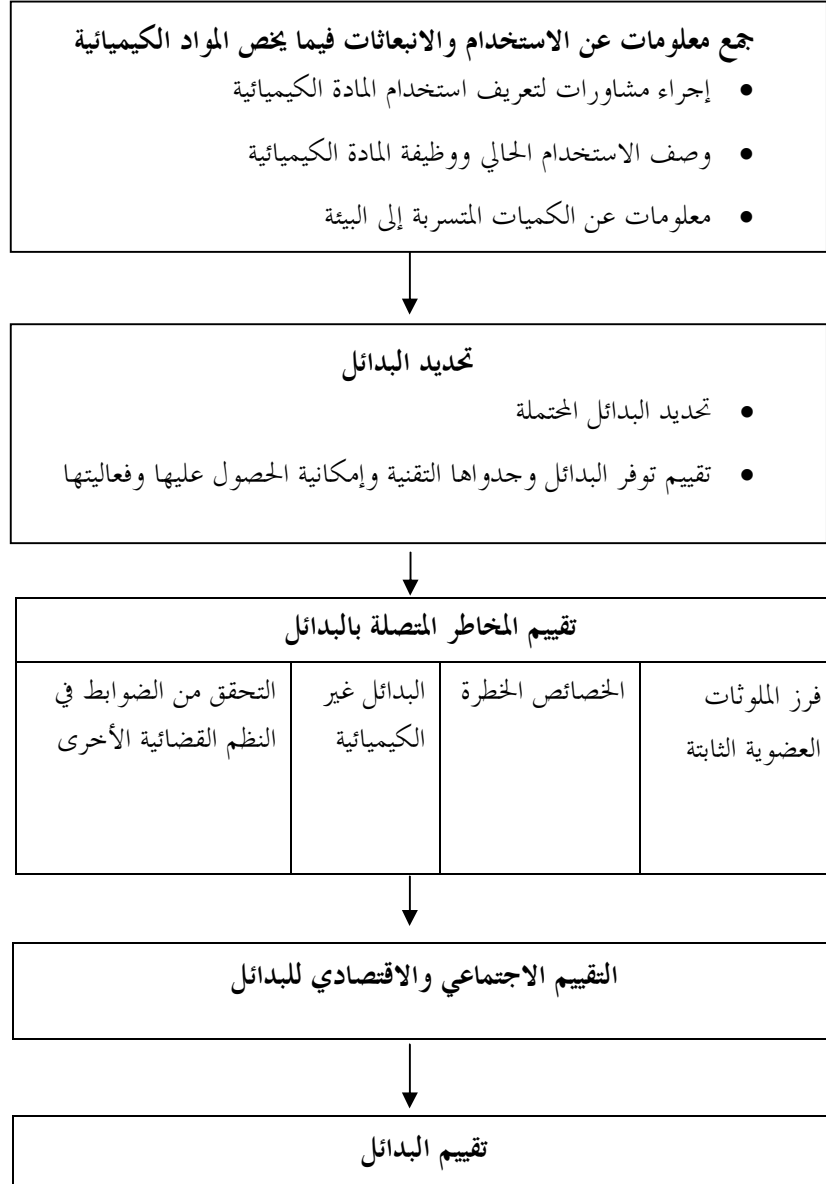 جمع معلومات عن الاستخدام والانبعاثات فيما يخص المواد الكيميائية
• إجراء مشاورات لتعريف استخدام المادة الكيميائية
• وصف الاستخدام الحالي ووظيفة المادة الكيميائية
• معلومات عن الكميات المتسربة إلى البيئة
تحديد البدائل
• تحديد البدائل المحتملة
• تقييم توفر البدائل وجدواها التقنية وإمكانية الحصول عليها وفعاليتها
تقييم المخاطر المتصلة بالبدائل
فرز الملوثات
العضوية الثابتة
الخصائص الخطرة
البدائل غير
الكيميائية
التحقق من الضوابط في
النظم القضائية الأخرى
التقييم الاجتماعي والاقتصادي للبدائل
تقييم البدائل